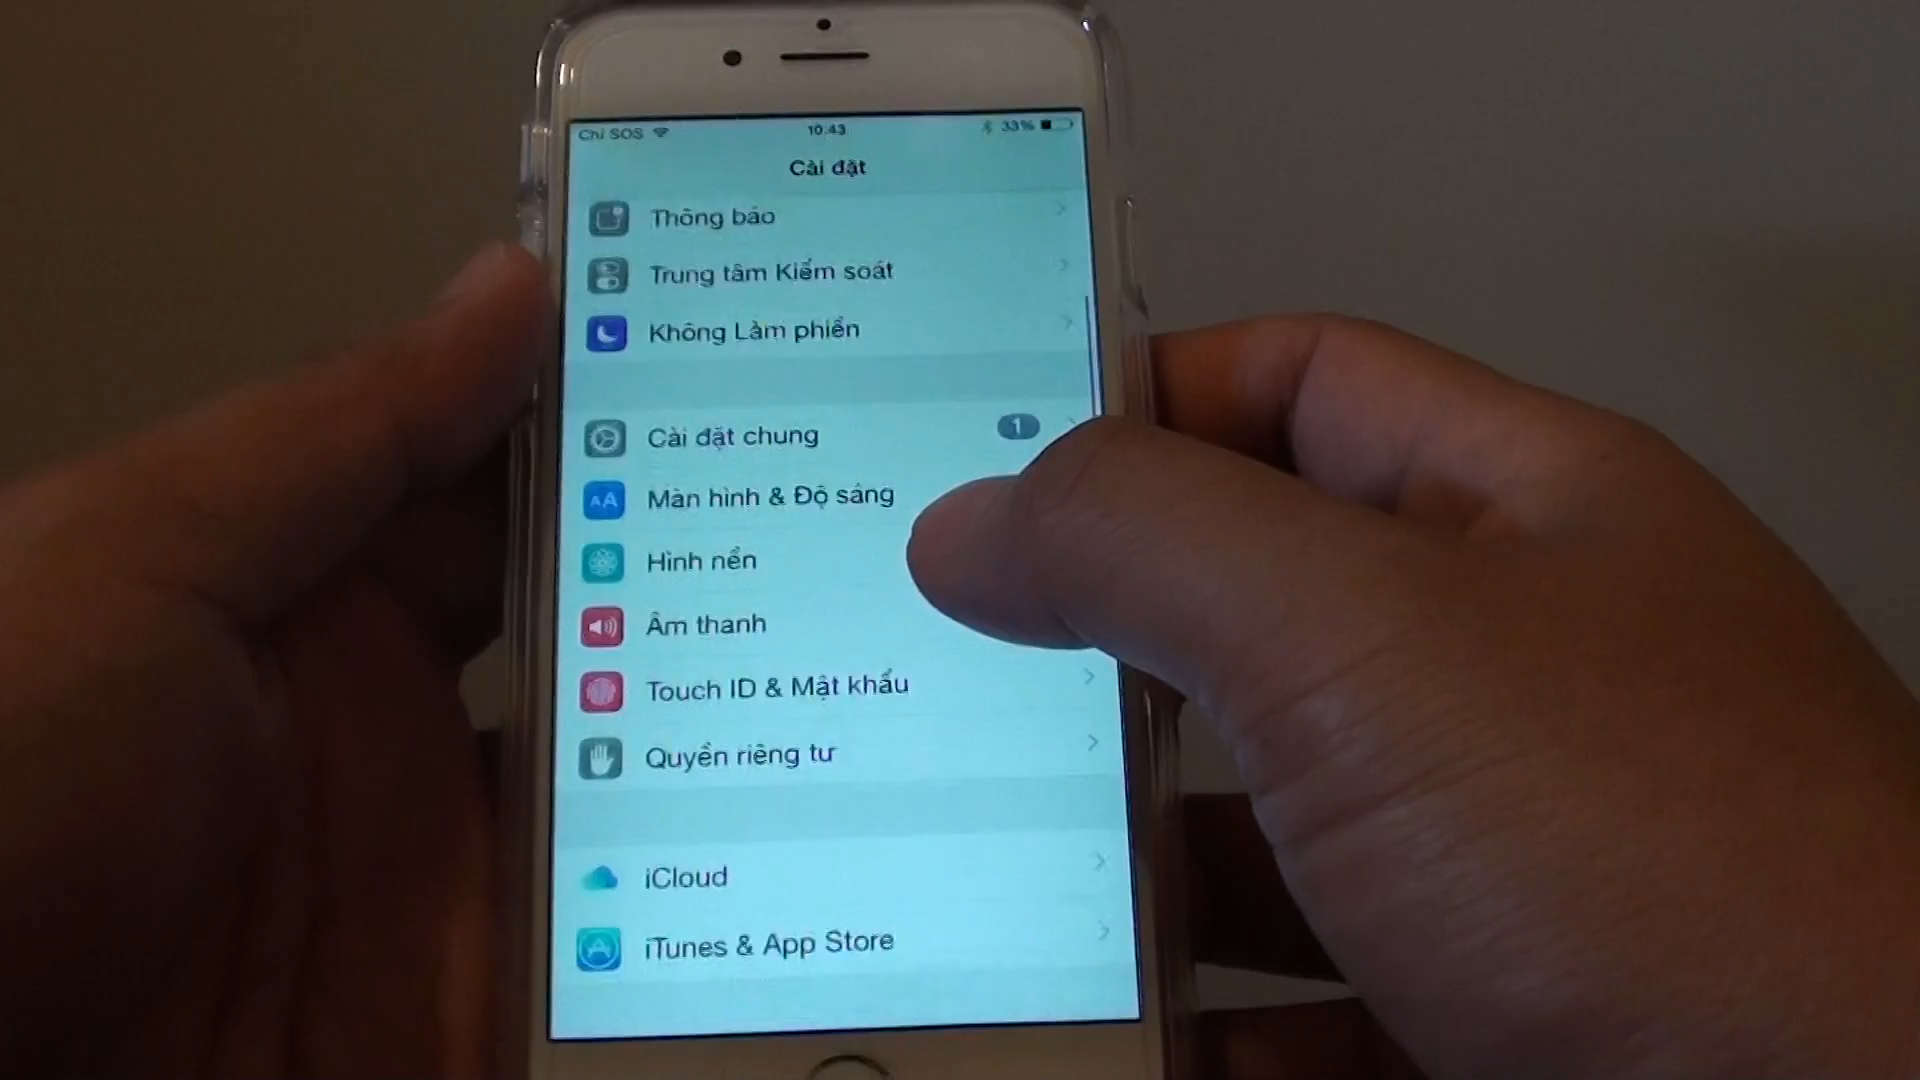 Chỉ SOS 10:43 33%
Cài đặt
Thông báo
Trung tâm Kiểm soát
Không Làm phiền
Cài đặt chung 1
Màn hình & Độ sáng
Hình nền
Âm thanh
Touch ID & Mật khẩu
Quyền riêng tư
iCloud
iTunes & App Store